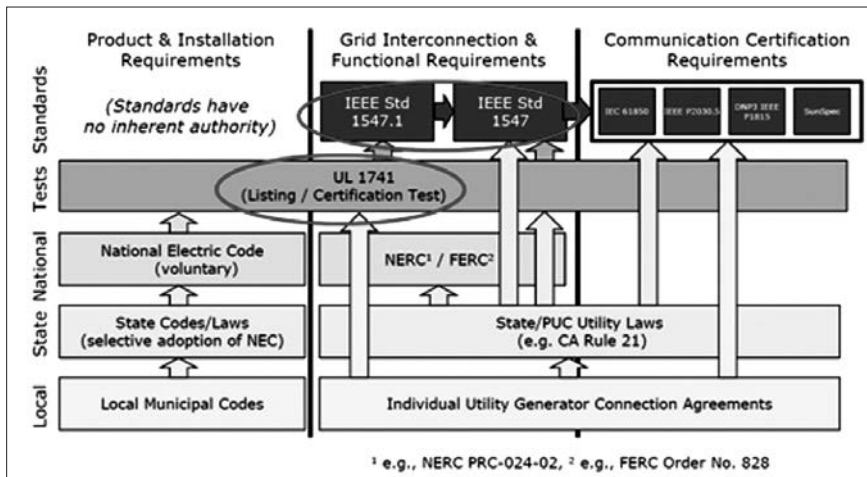 Product & Installation
Requirements
Grid Interconnection &
Functional Requirements
Communication Certification
Requirements
Standards
(Standards have
no inherent authority)
IEEE Std
1547.1
IEEE Std
1547
IEC 61850
IEEE P2030.5
DNP3 IEEE
P1815
SunSpec
Tests
UL 1741
(Listing / Certification Test)
National
National Electric Code
(voluntary)
NERC¹ / FERC²
State
State Codes/Laws
(selective adoption of NEC)
State/PUC Utility Laws
(e.g. CA Rule 21)
Local
Local Municipal Codes
Individual Utility Generator Connection Agreements
¹ e.g., NERC PRC-024-02, ² e.g., FERC Order No. 828